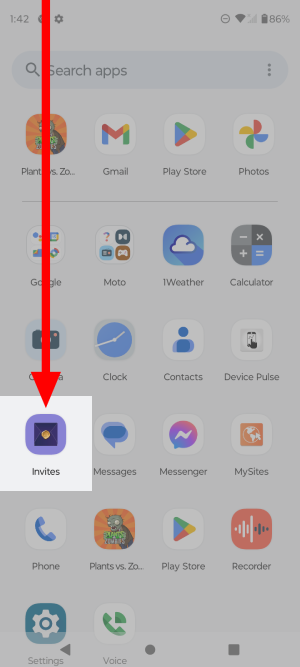 1:42 86%
Search apps
Plants vs. Zo.. Gmail Play Store Photos
Google Moto 1Weather Calculator
Clock Contacts Device Pulse
Invites Messages Messenger MySites
Phone Plants vs. Zo... Play Store Recorder
Settings Voice